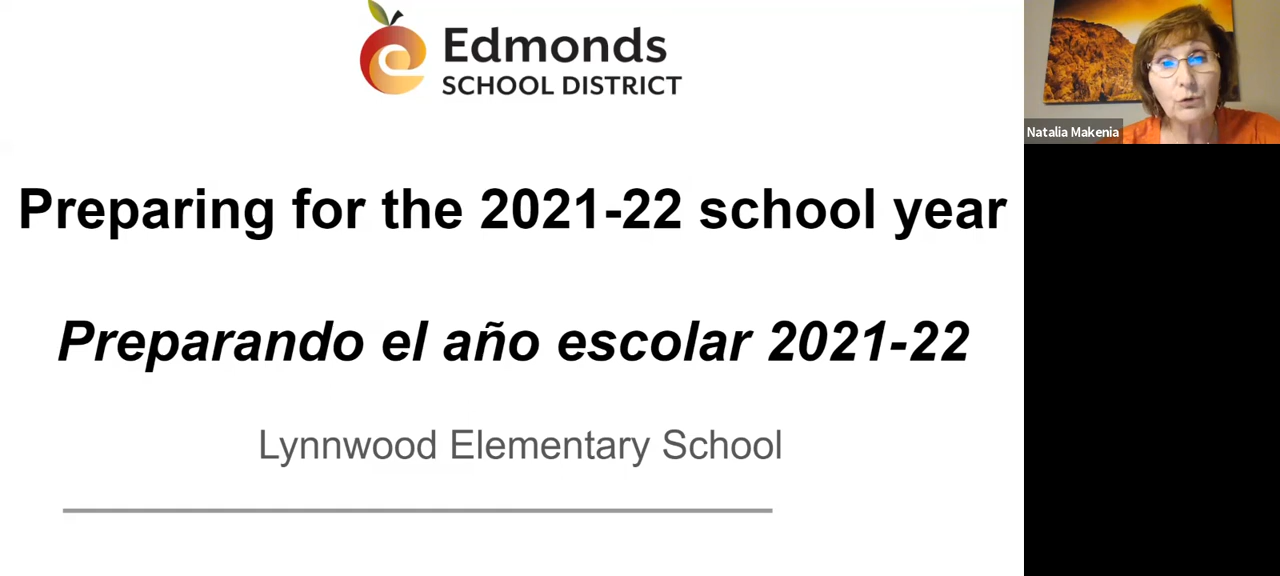 Edmonds
SCHOOL DISTRICT
Preparing for the 2021-22 school year
Preparando el año escolar 2021-22
Lynnwood Elementary School
Natalia Makenia